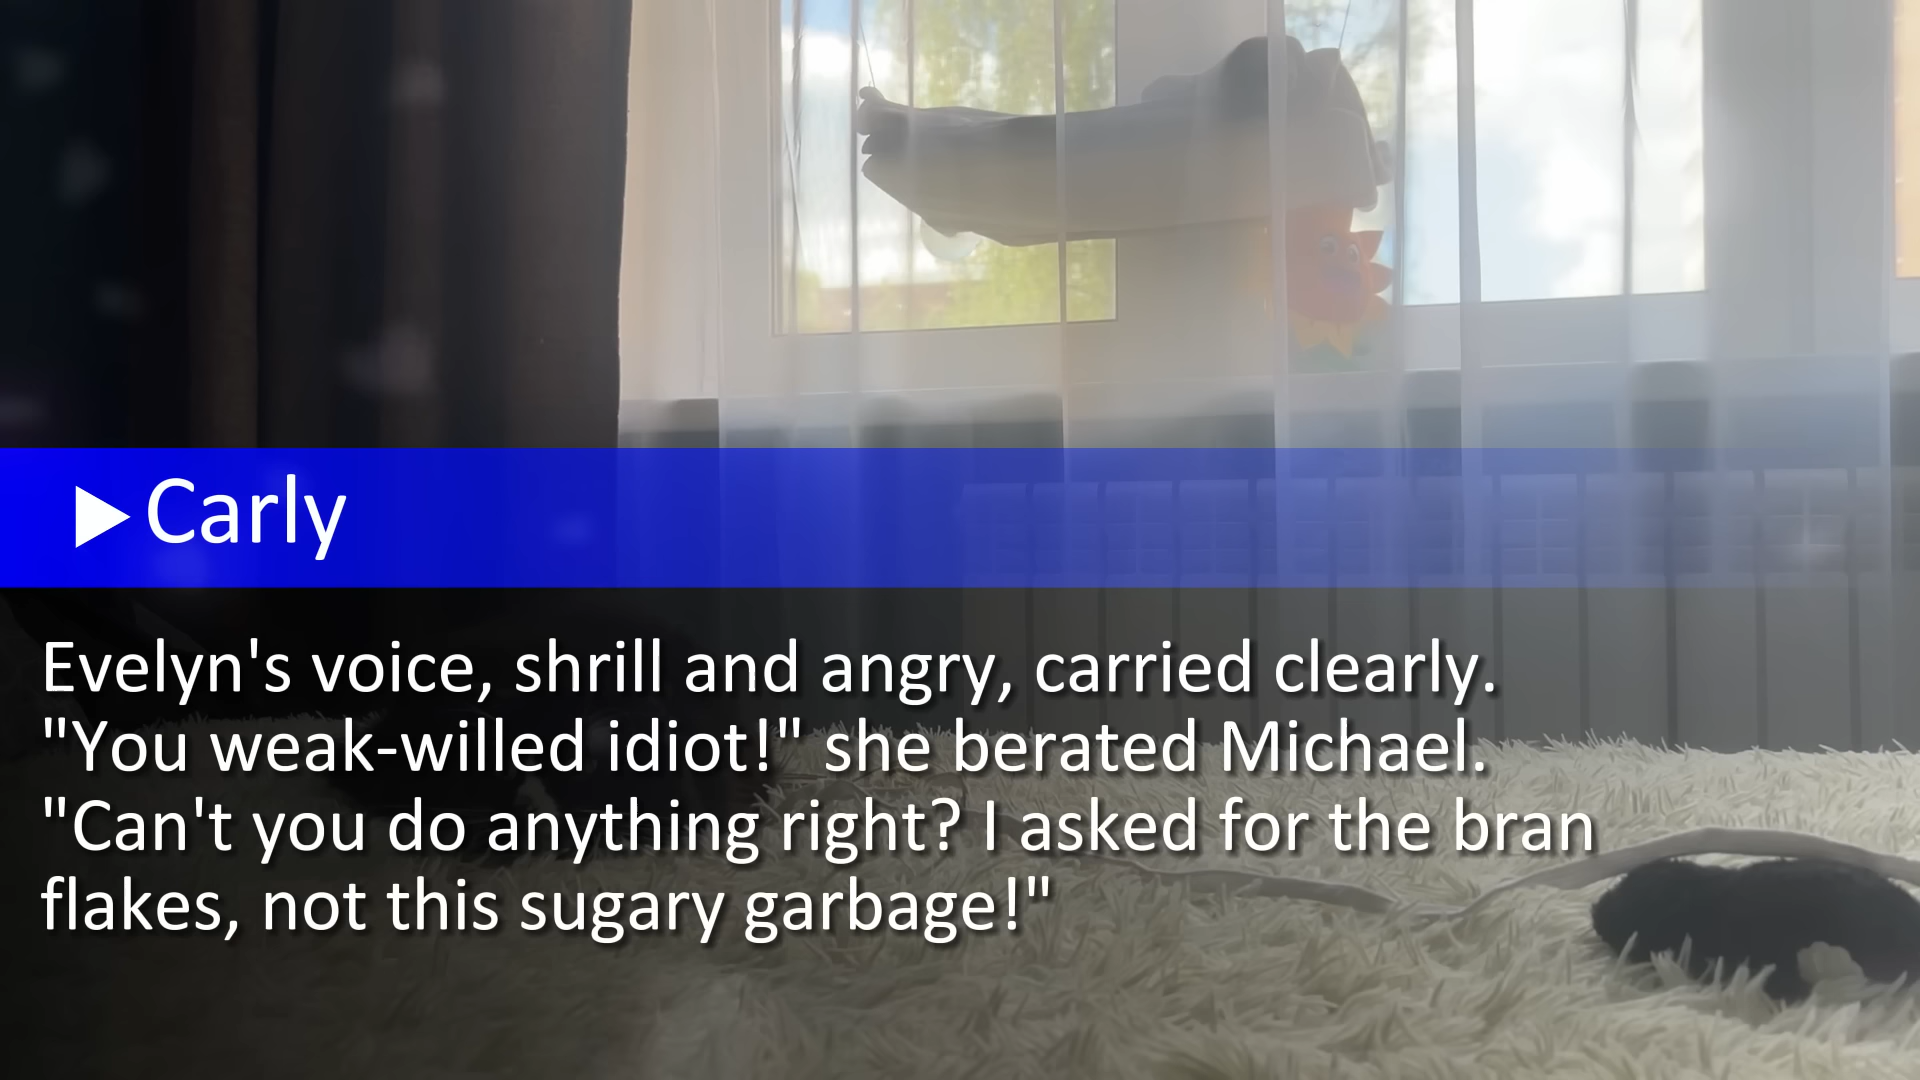 Carly
Evelyn's voice, shrill and angry, carried clearly.
"You weak-willed idiot!" she berated Michael.
"Can't you do anything right? I asked for the bran
flakes, not this sugary garbage!"